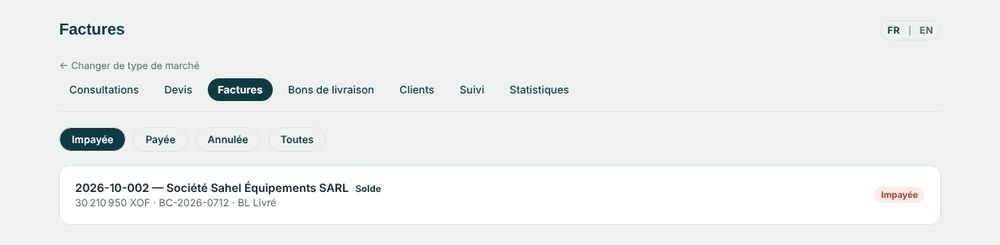 Factures
FR | EN
← Changer de type de marché
Consultations Devis Factures Bons de livraison Clients Suivi Statistiques
Impayée Payée Annulée Toutes
2026-10-002 — Société Sahel Équipements SARL Solde
30 210 950 XOF · BC-2026-0712 · BL Livré
Impayée